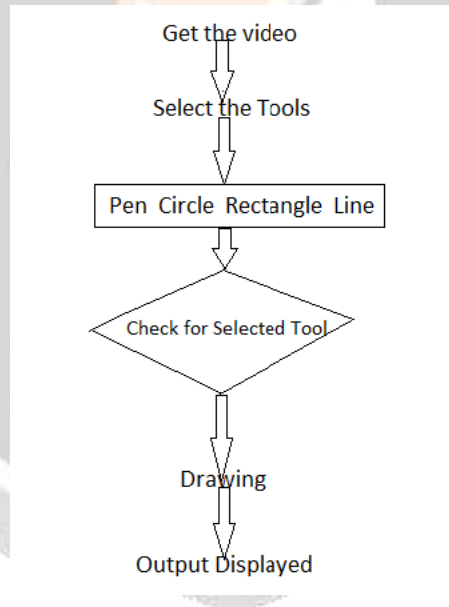 Get the video
Select the Tools
Pen Circle Rectangle Line
Check for Selected Tool
Drawing
Output Displayed